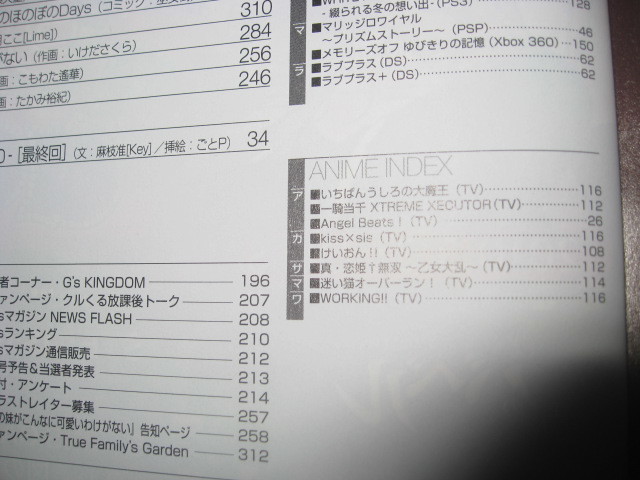 のほのぼのDays
310
ここ[Lime])
284
がない (作画：いけださくら)
256
画：こもわた遙華)
246
画：たかみ裕紀)
[最終回] (文：麻枝准[Key]／挿絵：ごとP) 34
者コーナー・G's KINGDOM 196
ァンページ・クルくる放課後トーク 207
sマガジン NEWS FLASH 208
sランキング 210
sマガジン通信販売 212
号予告＆当選者発表 213
付・アンケート 214
ラストレイター募集 257
の妹がこんなに可愛いわけがない」告知ページ 258
ァンページ・True Family's Garden 312
- 綴られる冬の想い出 - (PS3) 128
マ
■マリッジロワイヤル
～プリズムストーリー～ (PSP) 46
■メモリーズオフ ゆびきりの記憶 (Xbox 360) 150
ラ
■ラブプラス (DS) 62
■ラブプラス＋ (DS) 62
ANIME INDEX
ア
■いちばんうしろの大魔王 (TV) 116
■一騎当千 XTREME XECUTOR (TV) 112
■Angel Beats！ (TV) 26
カ
■kiss×sis (TV) 116
■けいおん!! (TV) 108
サ
■真・恋姫†無双 ～乙女大乱～ (TV) 112
マ
■迷い猫オーバーラン！ (TV) 114
ワ
■WORKING!! (TV) 116